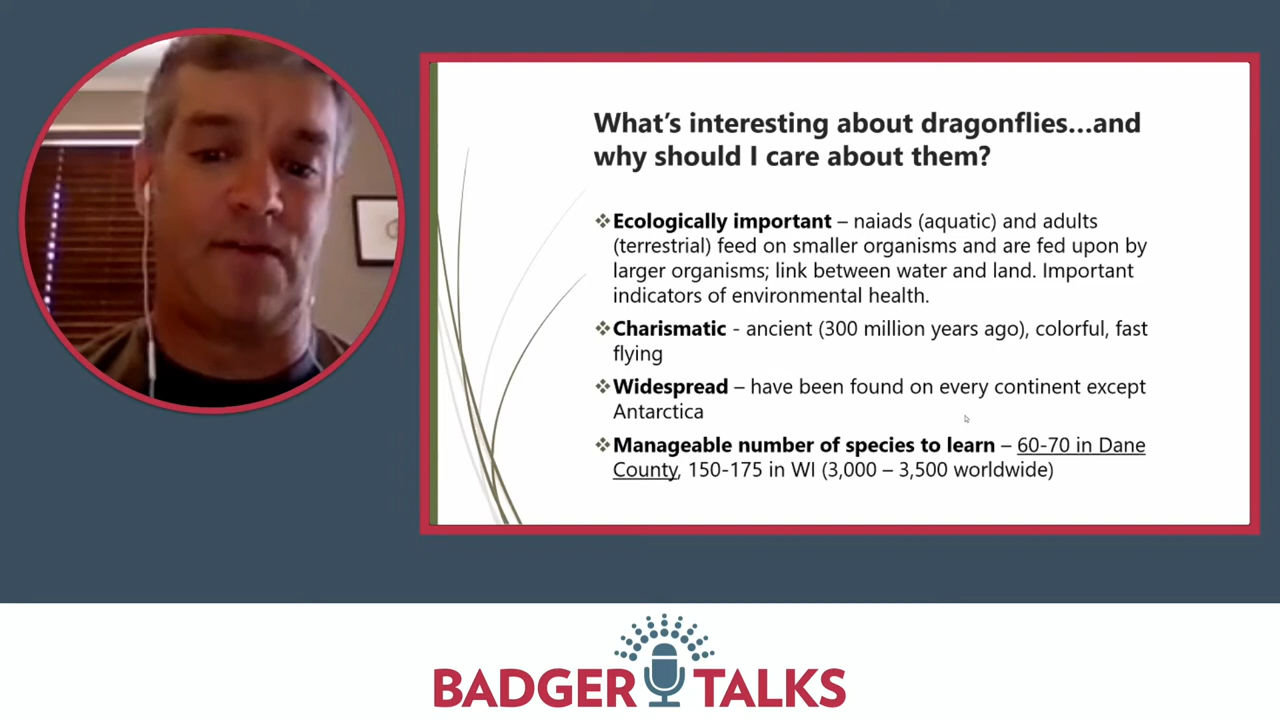 What's interesting about dragonflies...and
why should I care about them?
❖Ecologically important – naiads (aquatic) and adults
(terrestrial) feed on smaller organisms and are fed upon by
larger organisms; link between water and land. Important
indicators of environmental health.
❖Charismatic - ancient (300 million years ago), colorful, fast
flying
❖Widespread – have been found on every continent except
Antarctica
❖Manageable number of species to learn – 60-70 in Dane
County, 150-175 in WI (3,000 – 3,500 worldwide)
BADGER TALKS